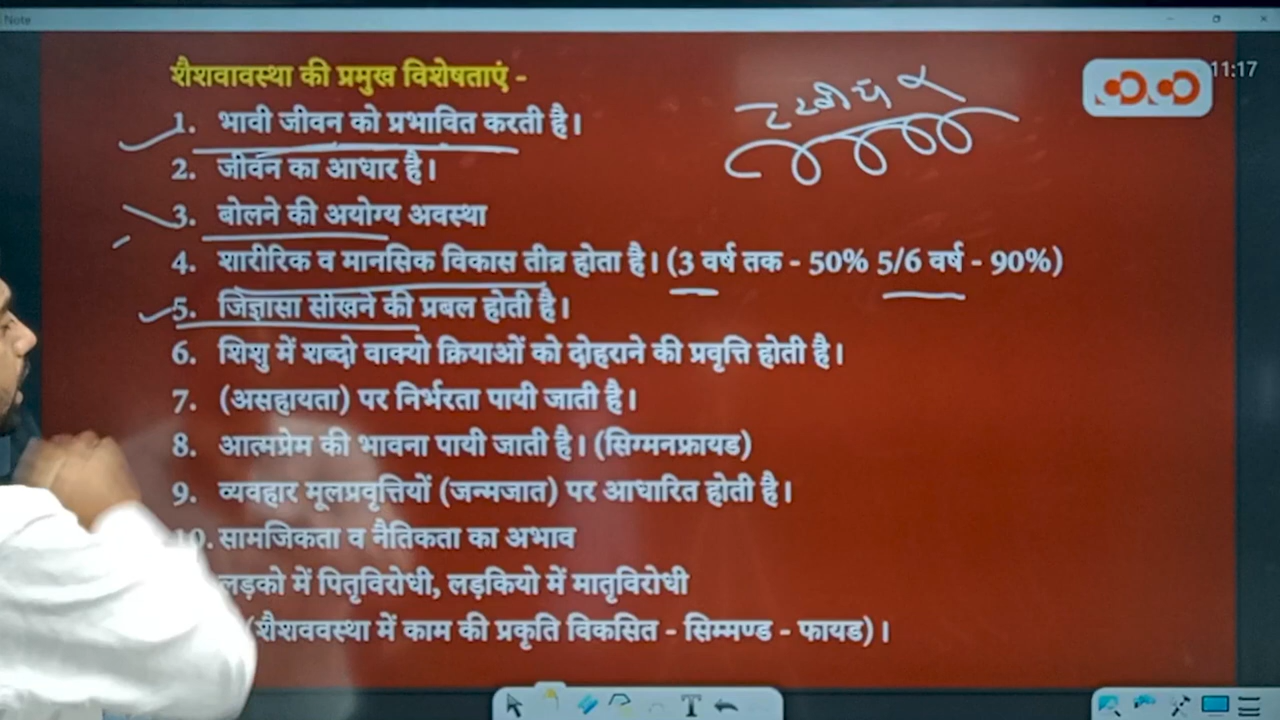 Note
11:17
शैशवावस्था की प्रमुख विशेषताएं -
1. भावी जीवन को प्रभावित करती है।
2. जीवन का आधार है।
3. बोलने की अयोग्य अवस्था
4. शारीरिक व मानसिक विकास तीव्र होता है। (3 वर्ष तक - 50% 5/6 वर्ष - 90%)
5. जिज्ञासा सीखने की प्रबल होती है।
6. शिशु में शब्दो वाक्यो क्रियाओं को दोहराने की प्रवृत्ति होती है।
7. (असहायता) पर निर्भरता पायी जाती है।
8. आत्मप्रेम की भावना पायी जाती है। (सिग्मनफ्रायड)
9. व्यवहार मूलप्रवृत्तियों (जन्मजात) पर आधारित होती है।
10. सामजिकता व नैतिकता का अभाव
लड़को में पितृविरोधी, लड़कियो में मातृविरोधी
(शैशववस्था में काम की प्रकृति विकसित - सिम्मण्ड - फायड)।